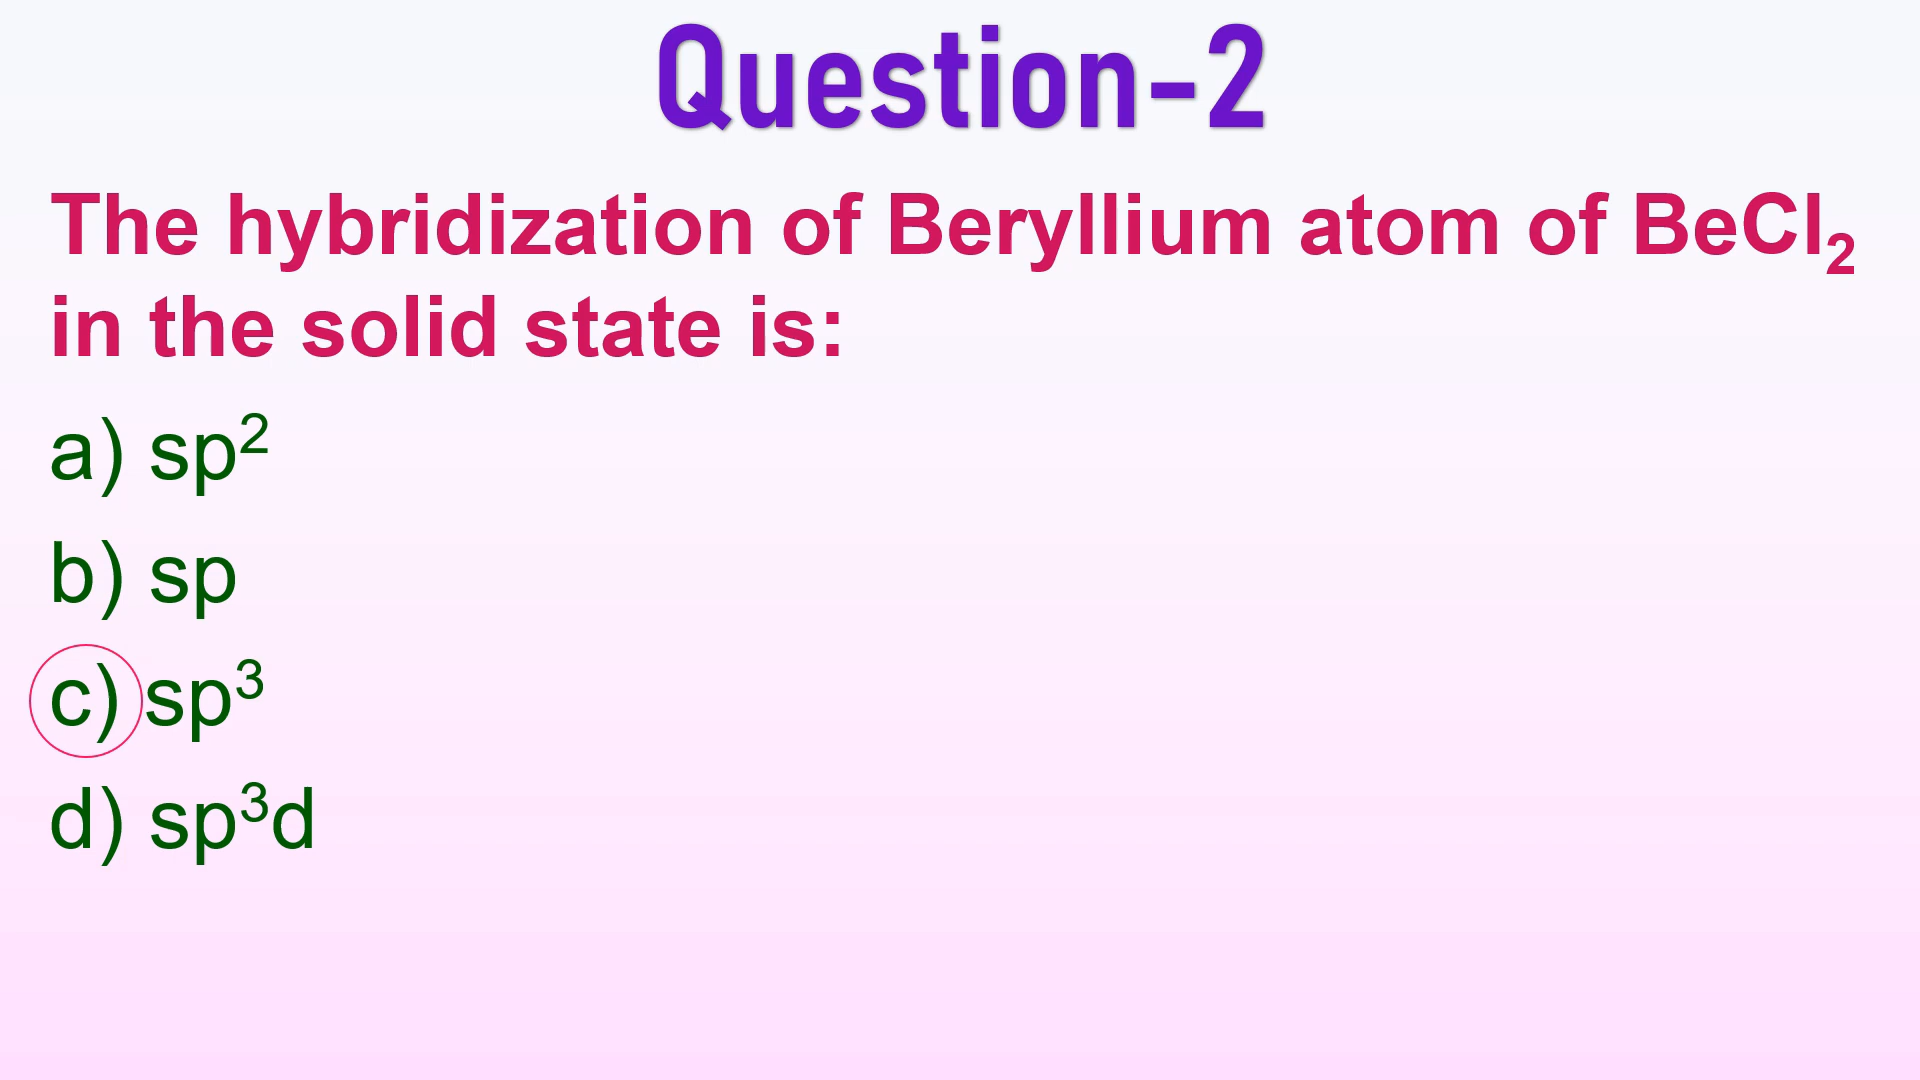 Question-2
The hybridization of Beryllium atom of BeCl₂
in the solid state is:
a) sp²
b) sp
c) sp³
d) sp³d